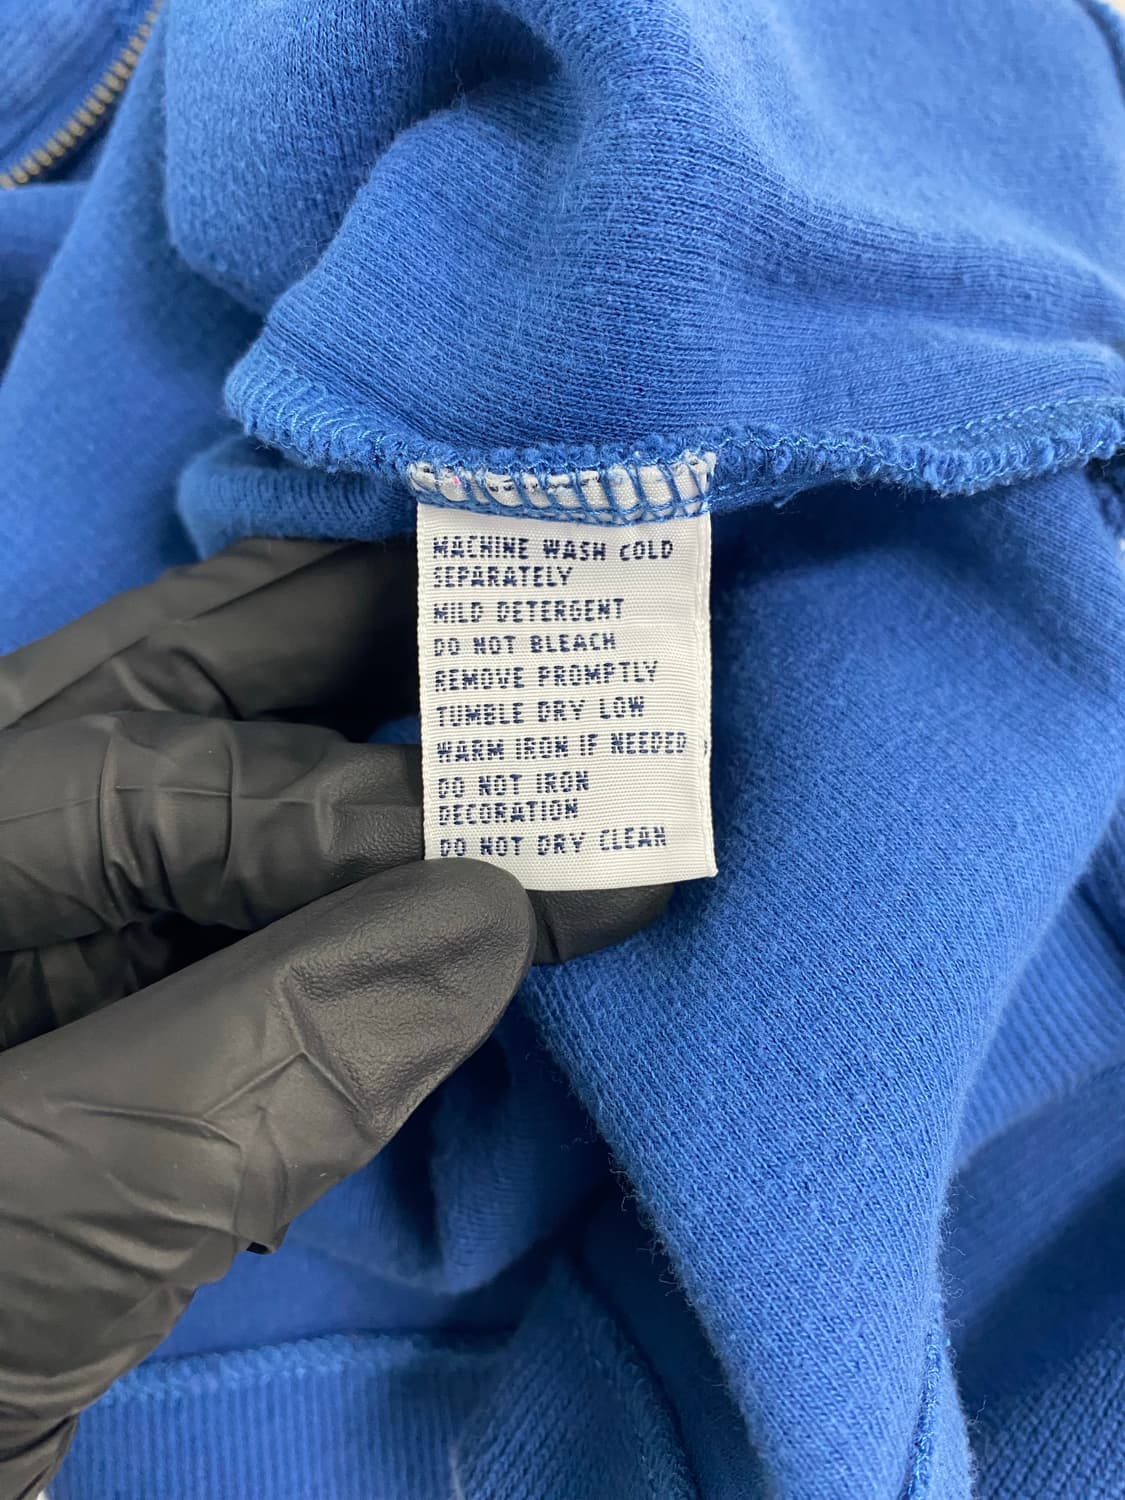 MACHINE WASH COLD
SEPARATELY
MILD DETERGENT
DO NOT BLEACH
REMOVE PROMPTLY
TUMBLE DRY LOW
WARM IRON IF NEEDED
DO NOT IRON
DECORATION
DO NOT DRY CLEAN